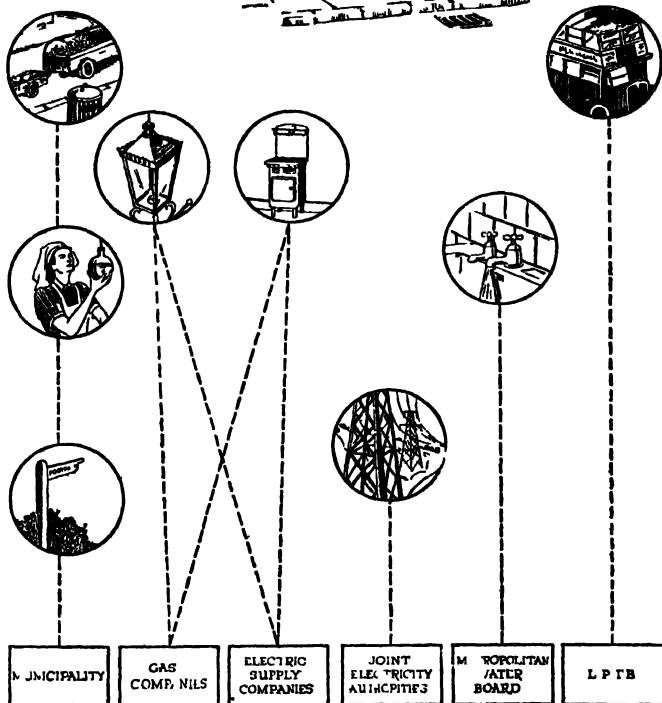 MUNICIPALITY
GAS
COMPANIES
ELECTRIC
SUPPLY
COMPANIES
JOINT
ELECTRICITY
AUTHORITIES
METROPOLITAN
WATER
BOARD
L P T B